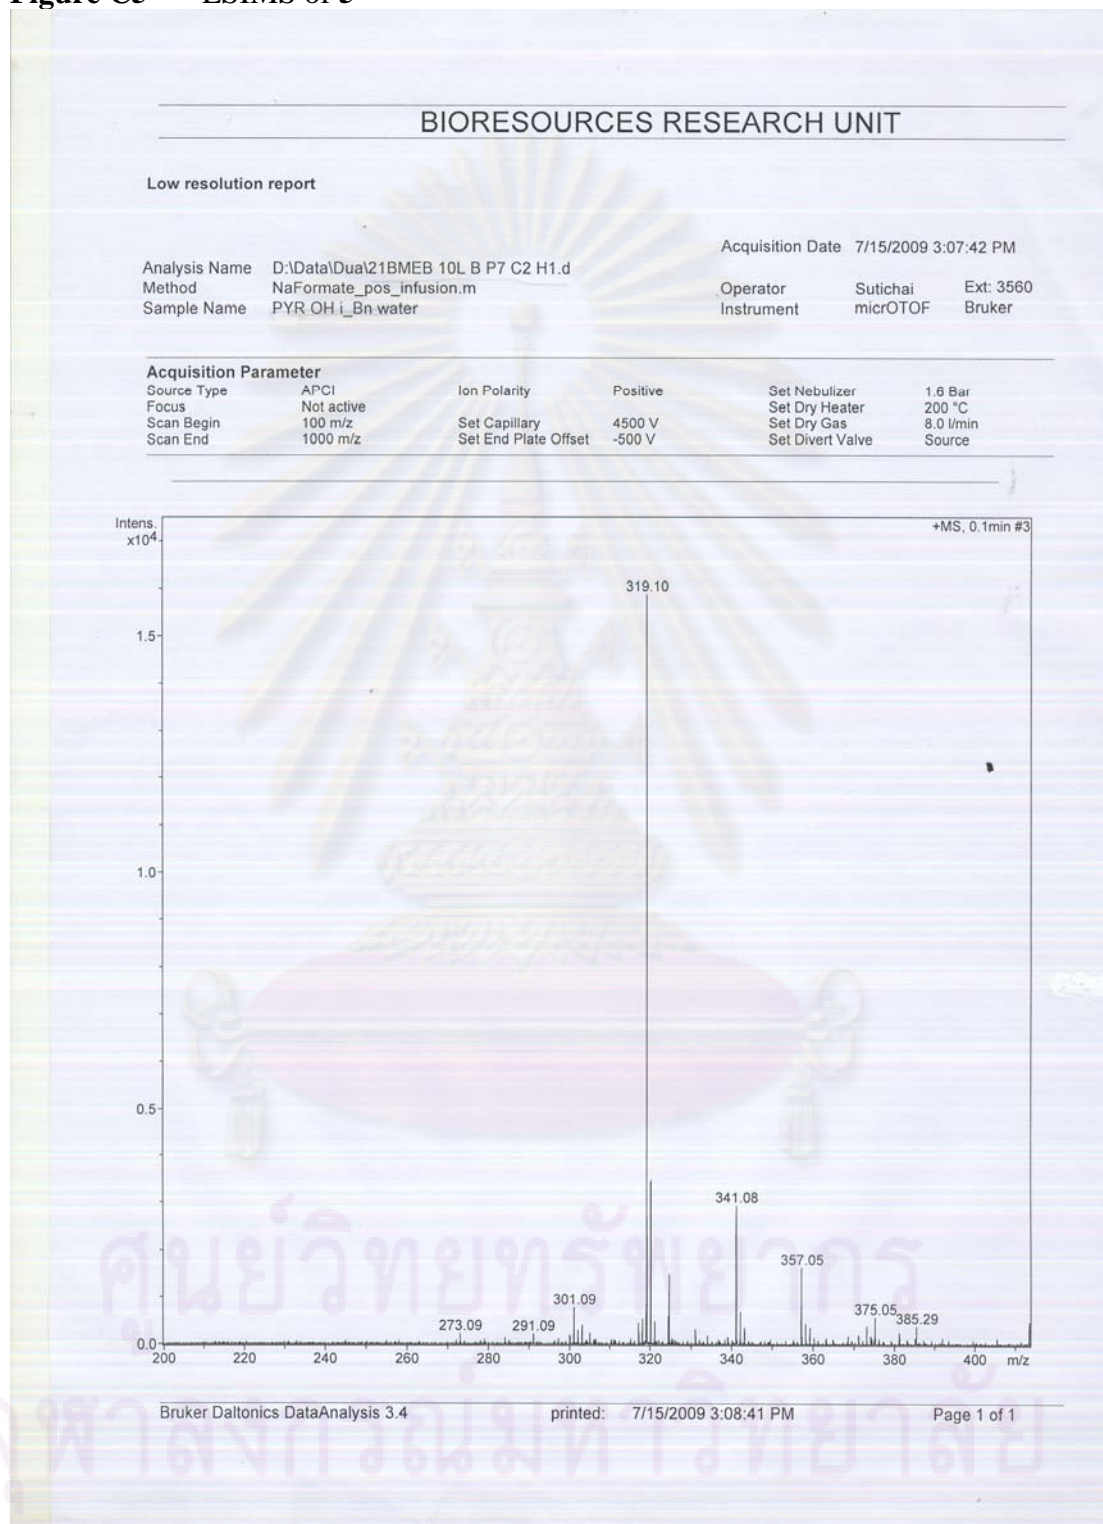 Figure C3 ESIMS of 3
BIORESOURCES RESEARCH UNIT
Low resolution report
Acquisition Date 7/15/2009 3:07:42 PM
Analysis Name D:\Data\Dua\21BMEB 10L B P7 C2 H1.d
Method NaFormate_pos_infusion.m Operator Sutichai Ext: 3560
Sample Name PYR OH i_Bn water Instrument micrOTOF Bruker
Acquisition Parameter
Source Type APCI Ion Polarity Positive Set Nebulizer 1.6 Bar
Focus Not active Set Dry Heater 200 °C
Scan Begin 100 m/z Set Capillary 4500 V Set Dry Gas 8.0 l/min
Scan End 1000 m/z Set End Plate Offset -500 V Set Divert Valve Source
Intens.
x10⁴
+MS, 0.1min #3
319.10
1.5
1.0
0.5
341.08
357.05
301.09
375.05
385.29
273.09
291.09
0.0
200 220 240 260 280 300 320 340 360 380 400 m/z
ศูนย์วิทยทรัพยากร
Bruker Daltonics DataAnalysis 3.4 printed: 7/15/2009 3:08:41 PM Page 1 of 1
จุฬาลงกรณ์มหาวิทยาลัย